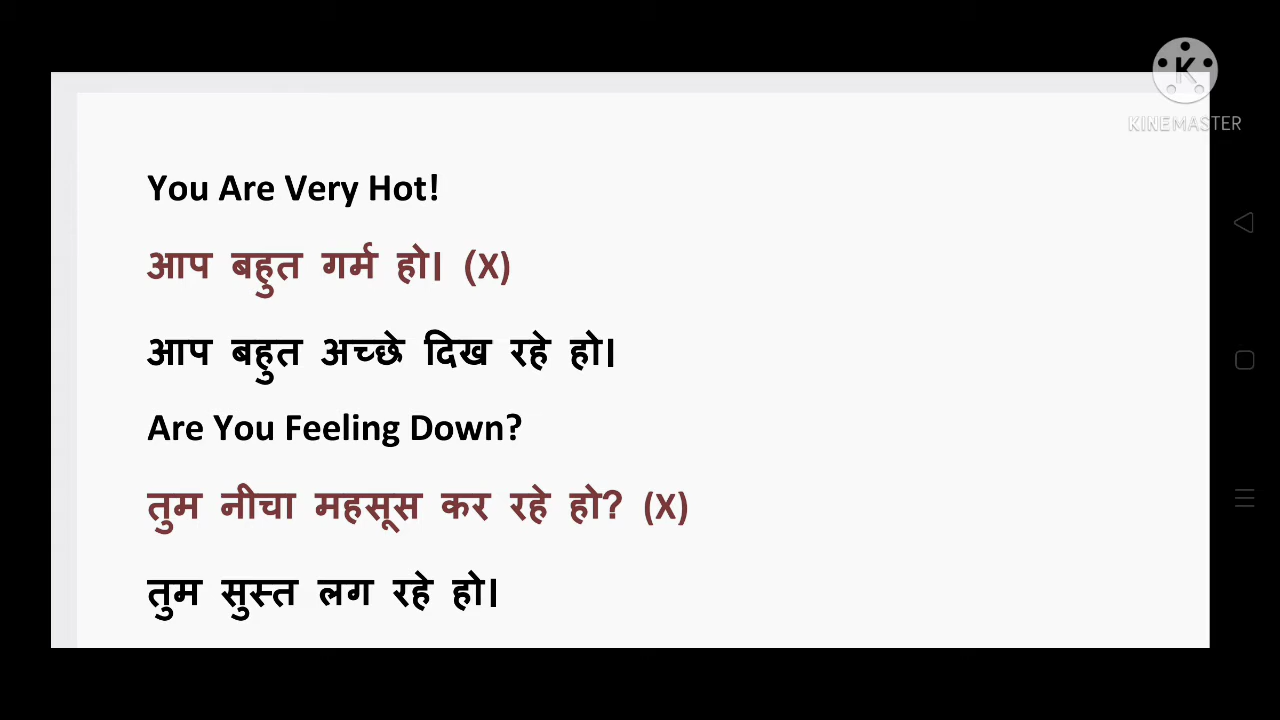 KINEMASTER
You Are Very Hot!
आप बहुत गर्म हो। (X)
आप बहुत अच्छे दिख रहे हो।
Are You Feeling Down?
तुम नीचा महसूस कर रहे हो? (X)
तुम सुस्त लग रहे हो।